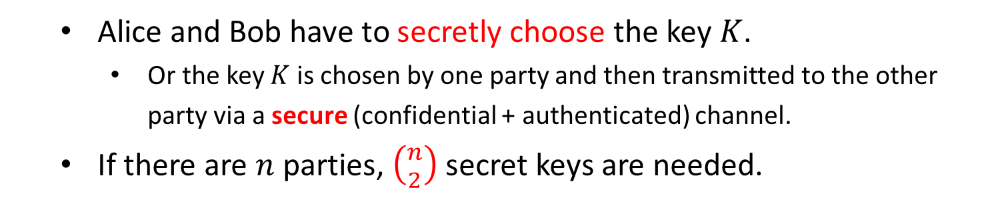 • Alice and Bob have to secretly choose the key K.
• Or the key K is chosen by one party and then transmitted to the other
party via a secure (confidential + authenticated) channel.
• If there are n parties, (n 2) secret keys are needed.